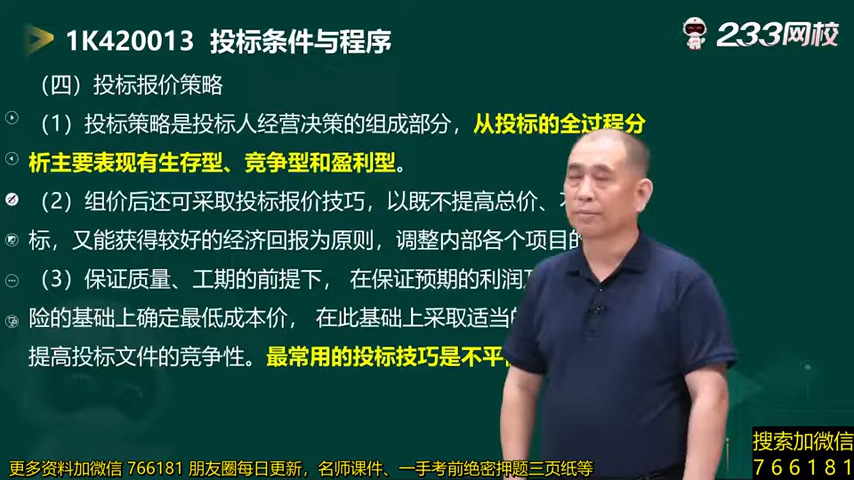 1K420013 投标条件与程序
233网校
（四）投标报价策略
（1）投标策略是投标人经营决策的组成部分，从投标的全过程分
析主要表现有生存型、竞争型和盈利型。
（2）组价后还可采取投标报价技巧，以既不提高总价、
标，又能获得较好的经济回报为原则，调整内部各个项目的
（3）保证质量、工期的前提下， 在保证预期的利润
险的基础上确定最低成本价， 在此基础上采取适当的
提高投标文件的竞争性。最常用的投标技巧是不平
更多资料加微信 766181 朋友圈每日更新，名师课件、一手考前绝密押题三页纸等
搜索加微信
766181